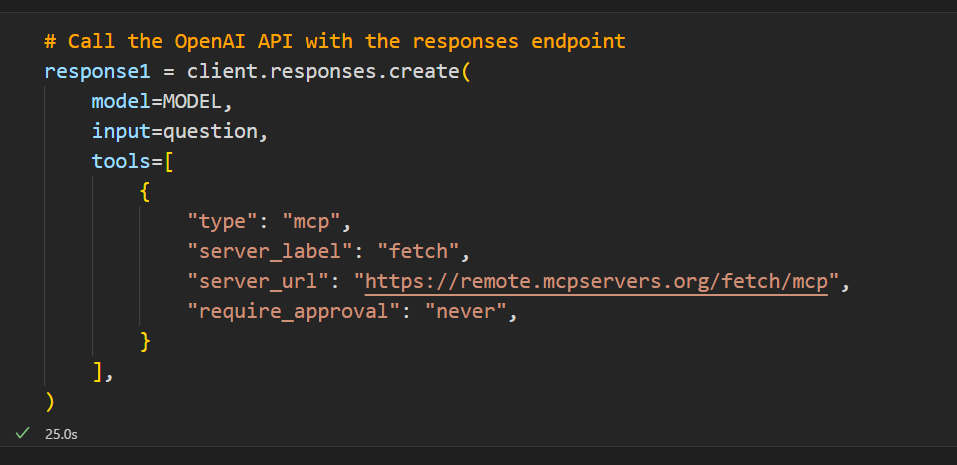 # Call the OpenAI API with the responses endpoint
response1 = client.responses.create(
    model=MODEL,
    input=question,
    tools=[
        {
            "type": "mcp",
            "server_label": "fetch",
            "server_url": "https://remote.mcpservers.org/fetch/mcp",
            "require_approval": "never",
        }
    ],
)
25.0s